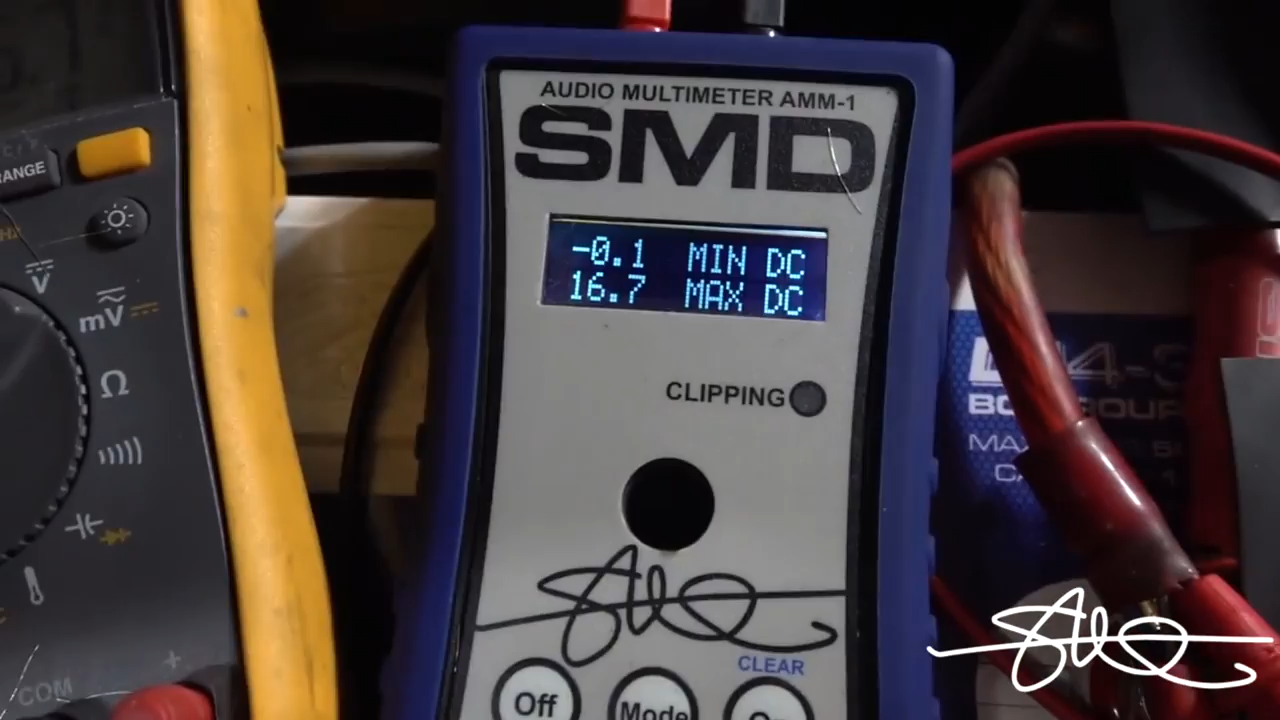 AUDIO MULTIMETER AMM-1
SMD
-0.1 MIN DC
16.7 MAX DC
CLIPPING
CLEAR
Off
Mode
RANGE
Hz
V
mV
Ω
COM